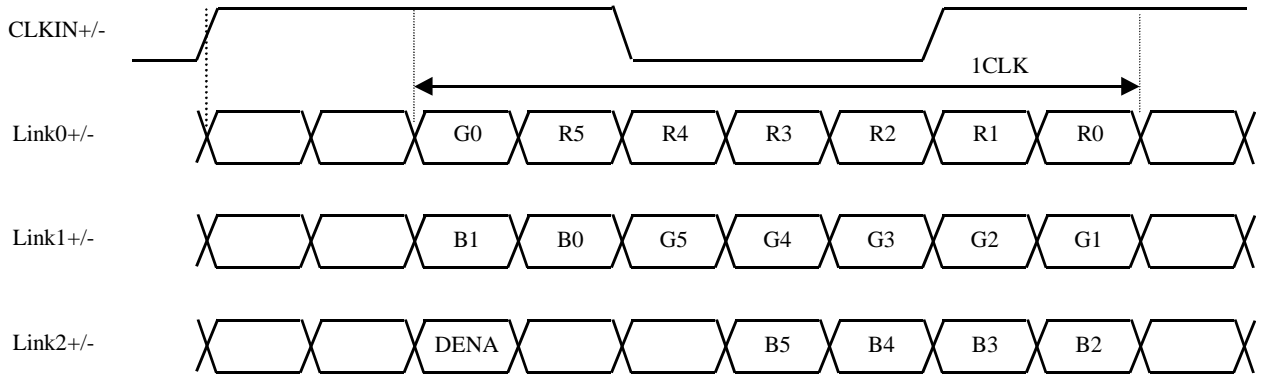 CLKIN+/-
1CLK
Link0+/- G0 R5 R4 R3 R2 R1 R0
Link1+/- B1 B0 G5 G4 G3 G2 G1
Link2+/- DENA B5 B4 B3 B2